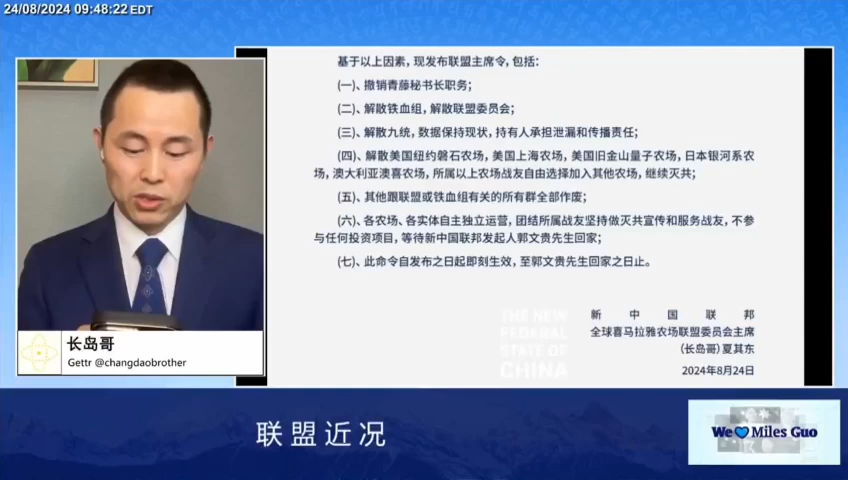 24/08/2024 09:48:22 EDT
基于以上因素，现发布联盟主席令，包括：
(一)、撤销青藤秘书长职务；
(二)、解散铁血组，解散联盟委员会；
(三)、解散九统，数据保持现状，持有人承担泄漏和传播责任；
(四)、解散美国纽约磐石农场，美国上海农场，美国旧金山量子农场，日本银河系农
场，澳大利亚澳喜农场，所属以上农场战友自由选择加入其他农场，继续灭共；
(五)、其他跟联盟或铁血组有关的所有群全部作废；
(六)、各农场、各实体自主独立运营，团结所属战友坚持做灭共宣传和服务战友，不参
与任何投资项目，等待新中国联邦发起人郭文贵先生回家；
(七)、此命令自发布之日起即刻生效，至郭文贵先生回家之日止。
THE NEW
FEDERAL
STATE OF
CHINA
新中国联邦
全球喜马拉雅农场联盟委员会主席
（长岛哥）夏其东
2024年8月24日
长岛哥
Gettr @changdaobrother
联盟近况
We Miles Guo